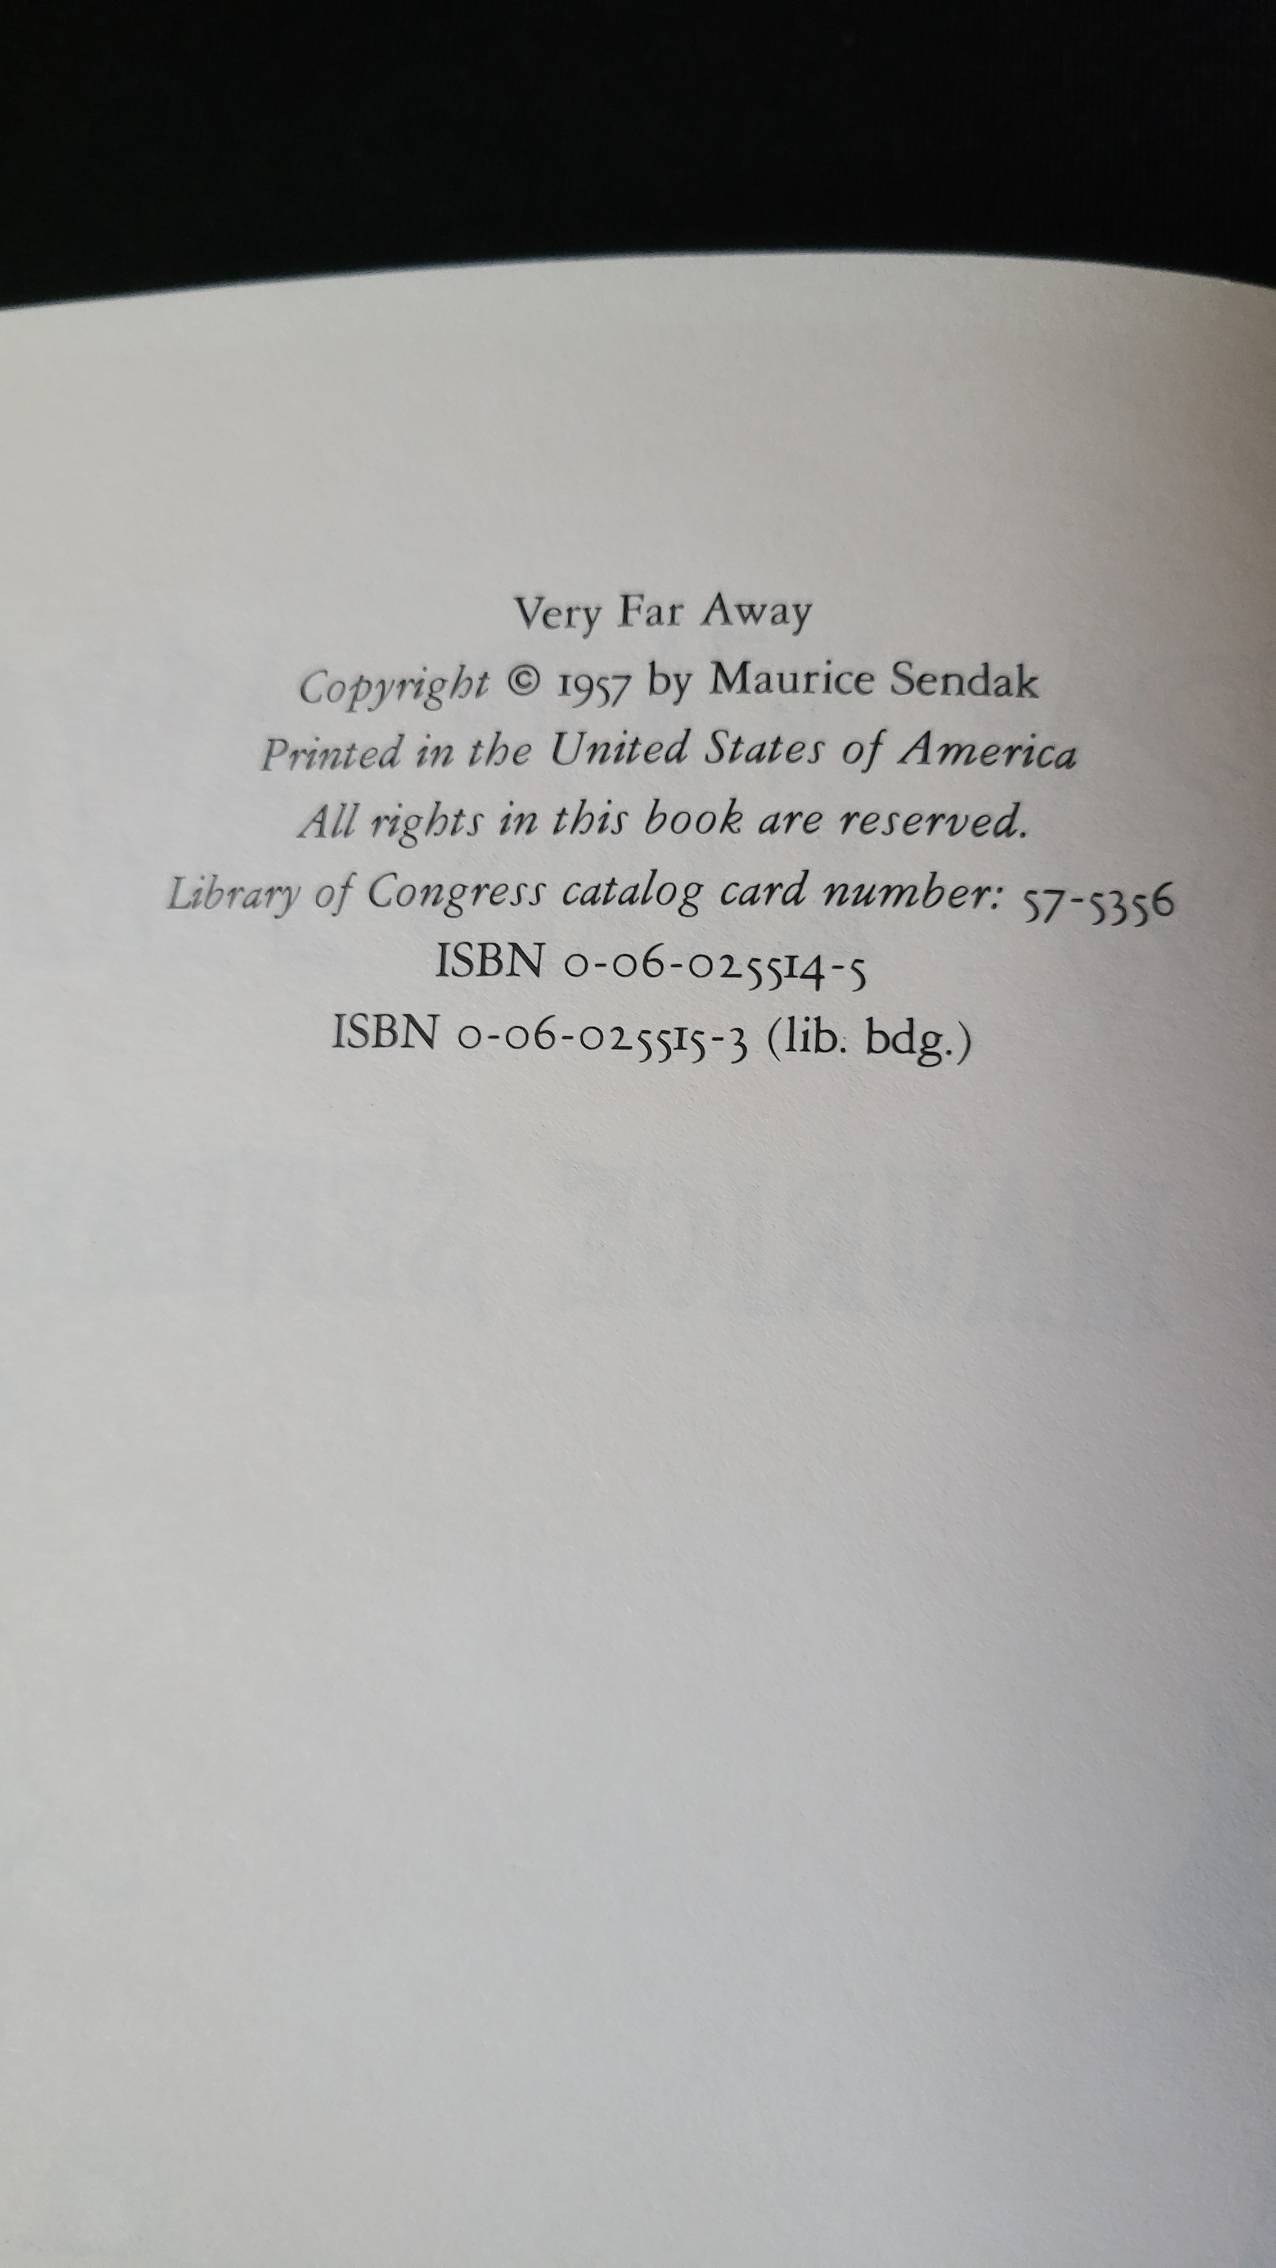 Very Far Away
Copyright © 1957 by Maurice Sendak
Printed in the United States of America
All rights in this book are reserved.
Library of Congress catalog card number: 57-5356
ISBN 0-06-025514-5
ISBN 0-06-025515-3 (lib. bdg.)